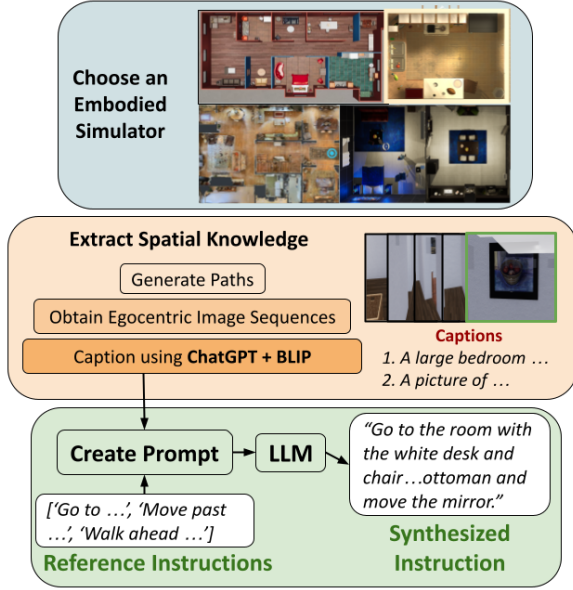 Choose an
Embodied
Simulator
Extract Spatial Knowledge
Generate Paths
Obtain Egocentric Image Sequences
Caption using ChatGPT + BLIP
Captions
1. A large bedroom …
2. A picture of …
Create Prompt
LLM
“Go to the room with
the white desk and
chair…ottoman and
move the mirror.”
[‘Go to …’, ‘Move past
…’, ‘Walk ahead …’]
Reference Instructions
Synthesized
Instruction